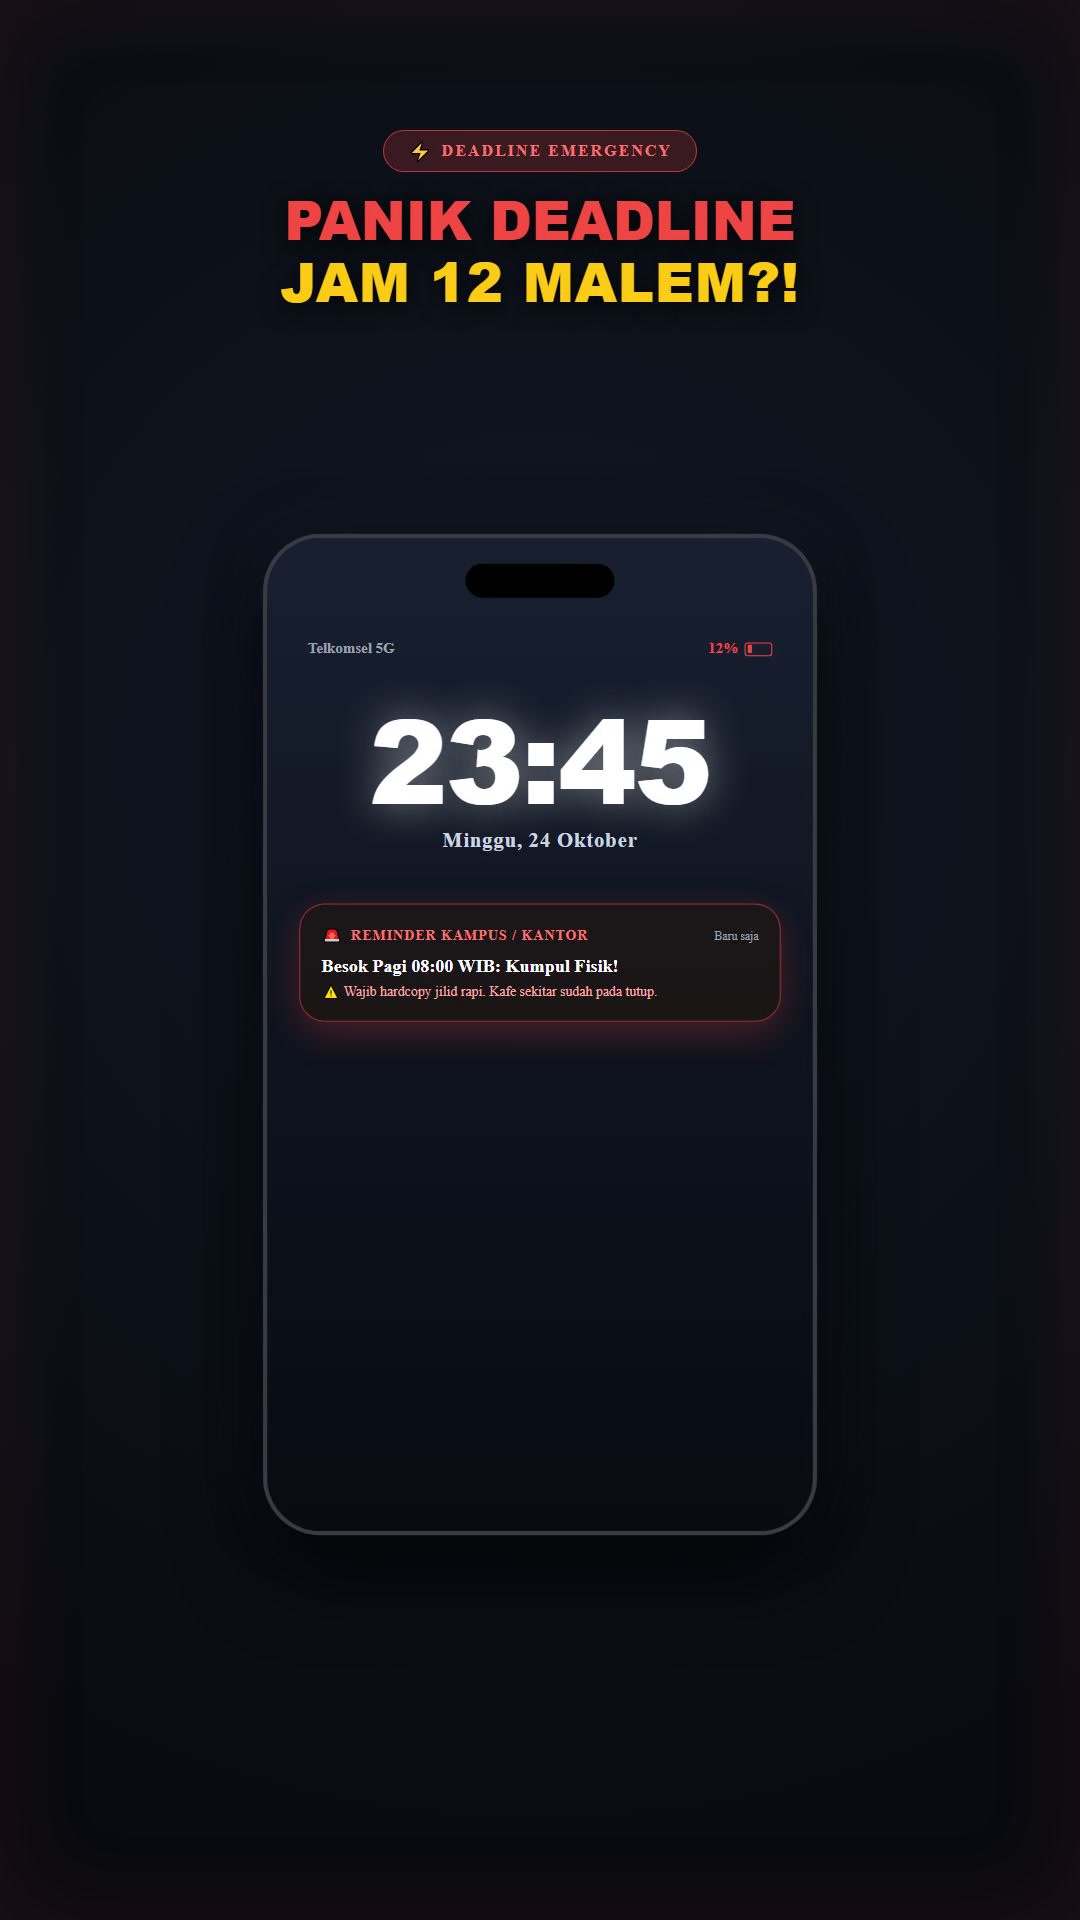 ⚡ DEADLINE EMERGENCY
PANIK DEADLINE
JAM 12 MALEM?!
Telkomsel 5G 12%
23:45
Minggu, 24 Oktober
🚨 REMINDER KAMPUS / KANTOR Baru saja
Besok Pagi 08:00 WIB: Kumpul Fisik!
⚠️ Wajib hardcopy jilid rapi. Kafe sekitar sudah pada tutup.